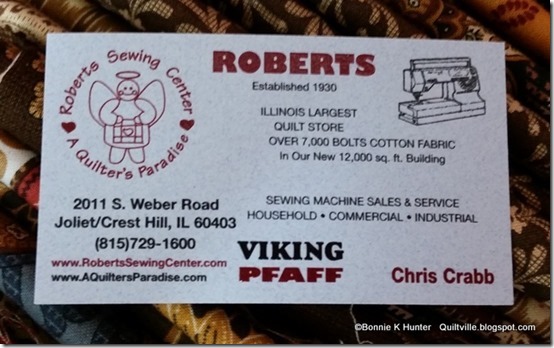 Roberts Sewing Center
A Quilter's Paradise
ROBERTS
Established 1930
ILLINOIS LARGEST
QUILT STORE
OVER 7,000 BOLTS COTTON FABRIC
In Our New 12,000 sq. ft. Building
2011 S. Weber Road
Joliet/Crest Hill, IL 60403
(815)729-1600
www.RobertsSewingCenter.com
www.AQuiltersParadise.com
SEWING MACHINE SALES & SERVICE
HOUSEHOLD • COMMERCIAL • INDUSTRIAL
VIKING
PFAFF
Chris Crabb
©Bonnie K Hunter Quiltville.blogspot.com